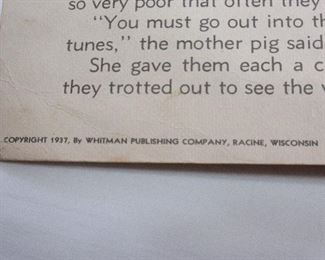 so very poor that often they
"You must go out into th
tunes," the mother pig said
She gave them each a c
they trotted out to see the
COPYRIGHT 1937, By WHITMAN PUBLISHING COMPANY, RACINE, WISCONSIN